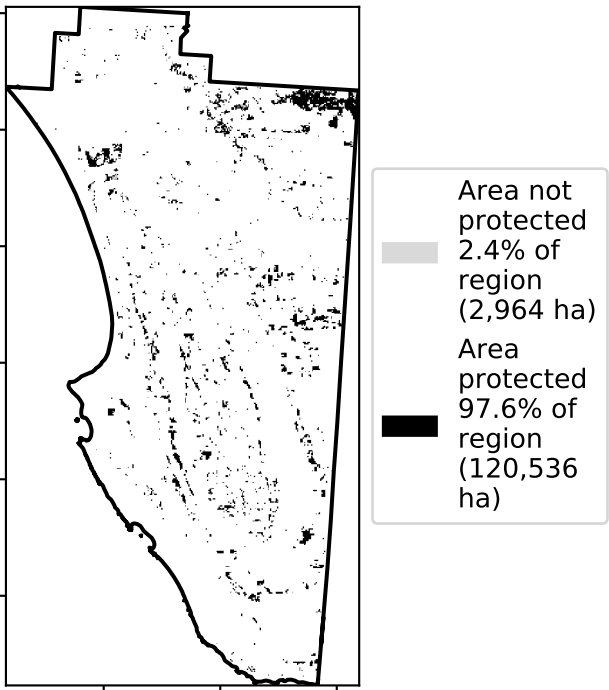 Area not
protected
2.4% of
region
(2,964 ha)
Area
protected
97.6% of
region
(120,536
ha)